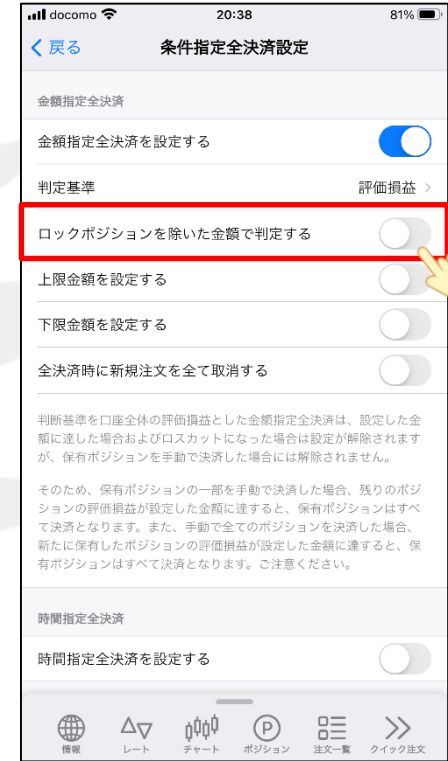 docomo 20:38 81%
戻る 条件指定全決済設定
金額指定全決済
金額指定全決済を設定する
判定基準 評価損益
ロックポジションを除いた金額で判定する
上限金額を設定する
下限金額を設定する
全決済時に新規注文を全て取消する
判断基準を口座全体の評価損益とした金額指定全決済は、設定した金
額に達した場合およびロスカットになった場合は設定が解除されます
が、保有ポジションを手動で決済した場合には解除されません。
そのため、保有ポジションの一部を手動で決済した場合、残りのポジ
ションの評価損益が設定した金額に達すると、保有ポジションはすべ
て決済となります。また、手動で全てのポジションを決済した場合、
新たに保有したポジションの評価損益が設定した金額に達すると、保
有ポジションはすべて決済となります。ご注意ください。
時間指定全決済
時間指定全決済を設定する
情報 レート チャート ポジション 注文一覧 クイック注文